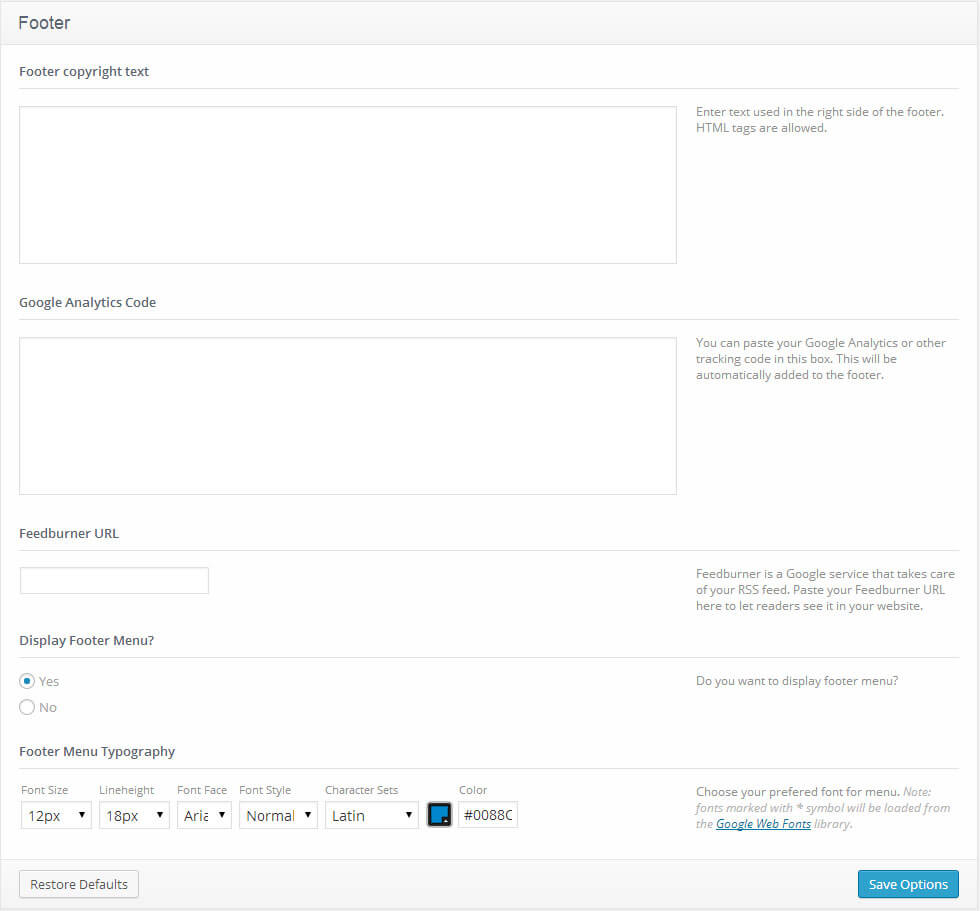 Footer
Footer copyright text
Enter text used in the right side of the footer.
HTML tags are allowed.
Google Analytics Code
You can paste your Google Analytics or other
tracking code in this box. This will be
automatically added to the footer.
Feedburner URL
Feedburner is a Google service that takes care
of your RSS feed. Paste your Feedburner URL
here to let readers see it in your website.
Display Footer Menu?
Yes
Do you want to display footer menu?
No
Footer Menu Typography
Font Size Lineheight Font Face Font Style Character Sets Color
12px 18px Aria Normal Latin #0088C
Choose your prefered font for menu. Note:
fonts marked with * symbol will be loaded from
the Google Web Fonts library.
Restore Defaults Save Options